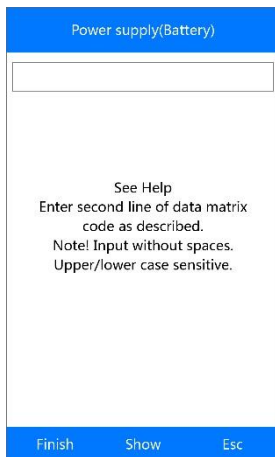 Power supply(Battery)
See Help
Enter second line of data matrix
code as described.
Note! Input without spaces.
Upper/lower case sensitive.
Finish Show Esc